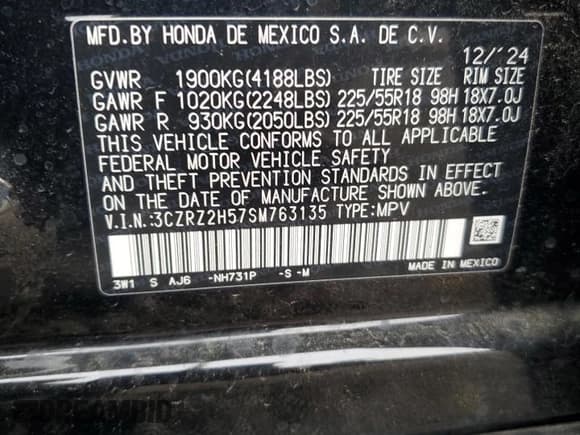 MFD.BY HONDA DE MEXICO S.A. DE C.V.
12/'24
GVWR 1900KG(4188LBS) TIRE SIZE RIM SIZE
GAWR F 1020KG(2248LBS) 225/55R18 98H 18X7.0J
GAWR R 930KG(2050LBS) 225/55R18 98H 18X7.0J
THIS VEHICLE CONFORMS TO ALL APPLICABLE
FEDERAL MOTOR VEHICLE SAFETY
AND THEFT PREVENTION STANDARDS IN EFFECT
ON THE DATE OF MANUFACTURE SHOWN ABOVE.
V.I.N.:3CZRZ2H57SM763135 TYPE:MPV
3W1 S AJ6 -NH731P -S-M
MADE IN MEXICO
DREAMBID